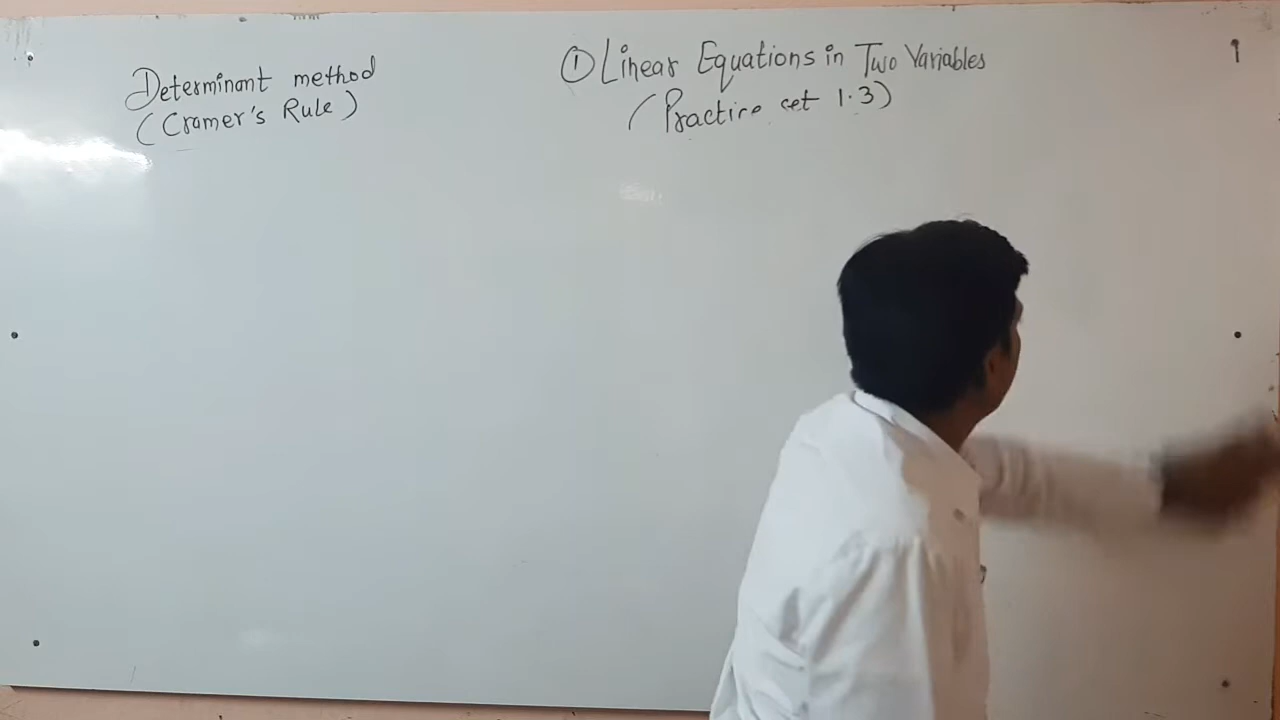 Determinant method
(Cramer's Rule)
① Linear Equations in Two Variables
(Practice set 1.3)